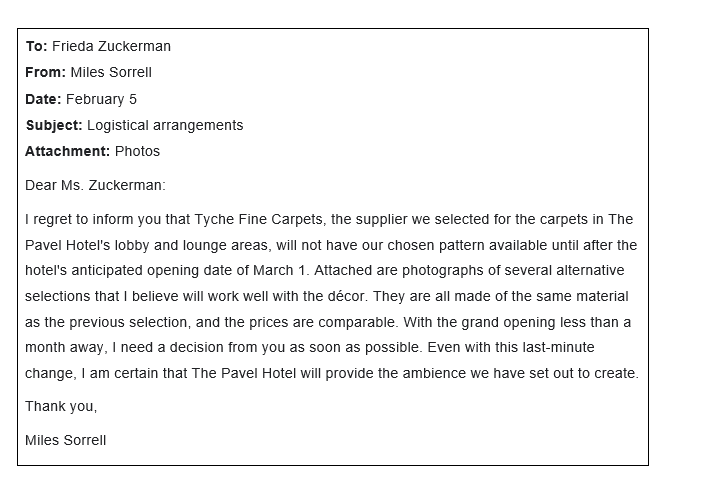 To: Frieda Zuckerman
From: Miles Sorrell
Date: February 5
Subject: Logistical arrangements
Attachment: Photos
Dear Ms. Zuckerman:
I regret to inform you that Tyche Fine Carpets, the supplier we selected for the carpets in The
Pavel Hotel's lobby and lounge areas, will not have our chosen pattern available until after the
hotel's anticipated opening date of March 1. Attached are photographs of several alternative
selections that I believe will work well with the décor. They are all made of the same material
as the previous selection, and the prices are comparable. With the grand opening less than a
month away, I need a decision from you as soon as possible. Even with this last-minute
change, I am certain that The Pavel Hotel will provide the ambience we have set out to create.
Thank you,
Miles Sorrell